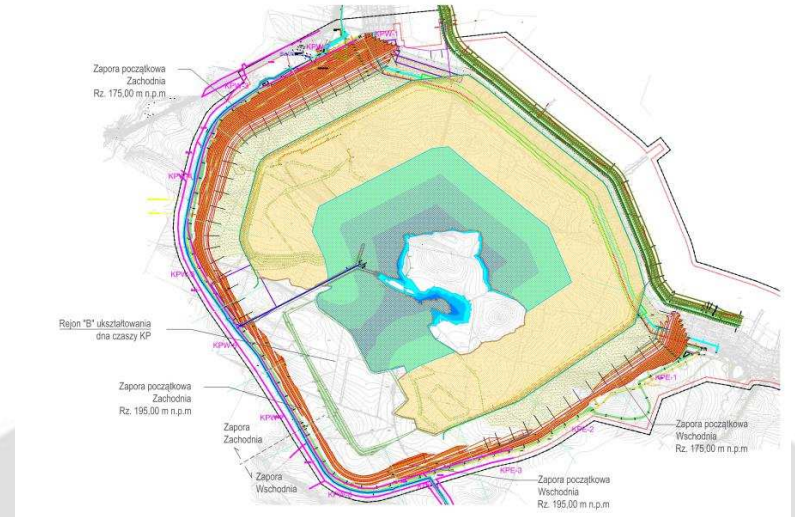 Zapora początkowa
Zachodnia
Rz. 175,00 m n.p.m
KPW-1
Rejon "B" ukształtowania
dna czaszy KP
Zapora początkowa
Zachodnia
Rz. 195,00 m n.p.m
Zapora
Zachodnia
Zapora
Wschodnia
KPE-1
KPE-2
KPE-3
Zapora początkowa
Wschodnia
Rz. 175,00 m n.p.m
Zapora początkowa
Wschodnia
Rz. 195,00 m n.p.m